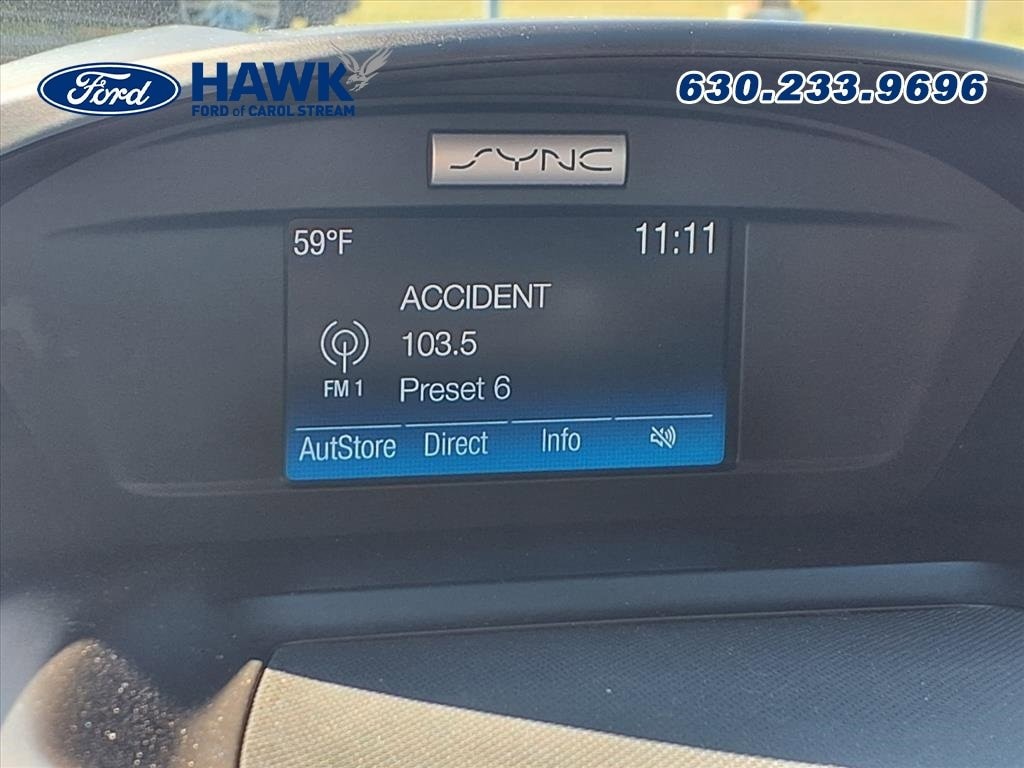 Ford
HAWK
FORD of CAROL STREAM
630.233.9696
SYNC
59°F
11:11
ACCIDENT
103.5
FM 1
Preset 6
AutStore Direct Info